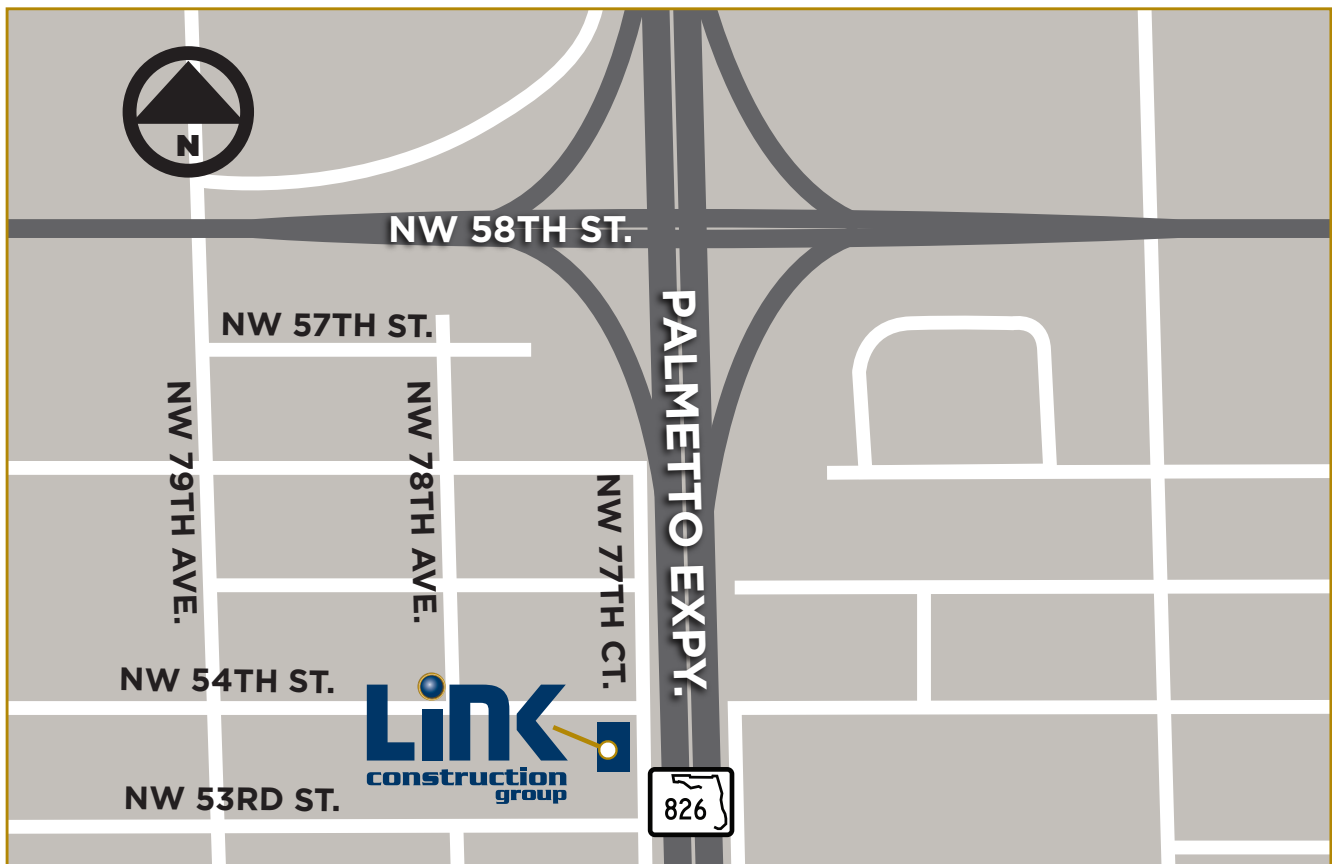 N
NW 58TH ST.
NW 57TH ST.
PALMETTO EXPY.
NW 79TH AVE.
NW 78TH AVE.
NW 77TH CT.
NW 54TH ST.
LiNK
construction
group
NW 53RD ST.
826